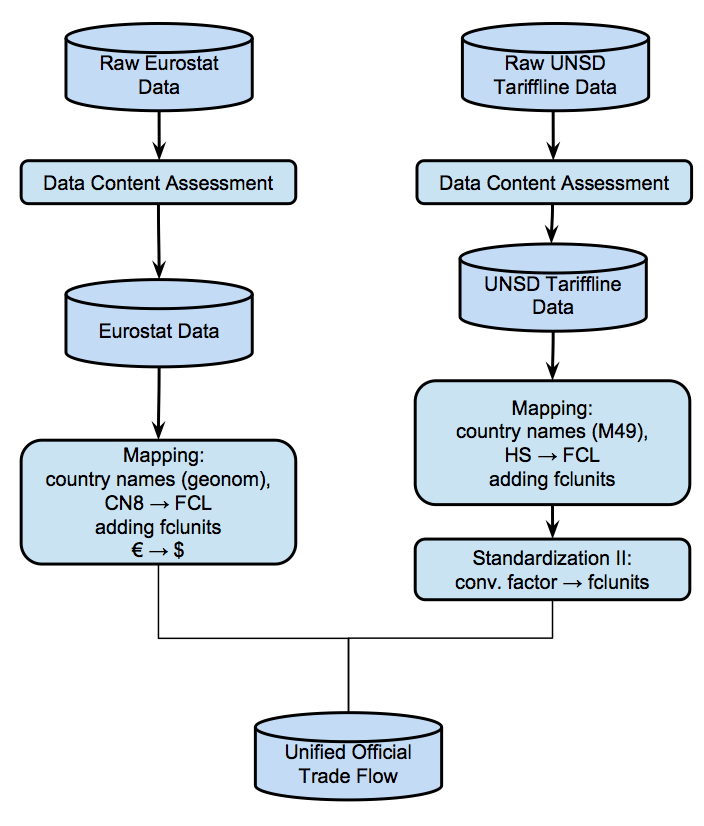 Raw Eurostat
Data
Raw UNSD
Tariffline Data
Data Content Assessment
Data Content Assessment
Eurostat Data
UNSD Tariffline
Data
Mapping:
country names (geonom),
CN8 → FCL
adding fclunits
€ → $
Mapping:
country names (M49),
HS → FCL
adding fclunits
Standardization II:
conv. factor → fclunits
Unified Official
Trade Flow